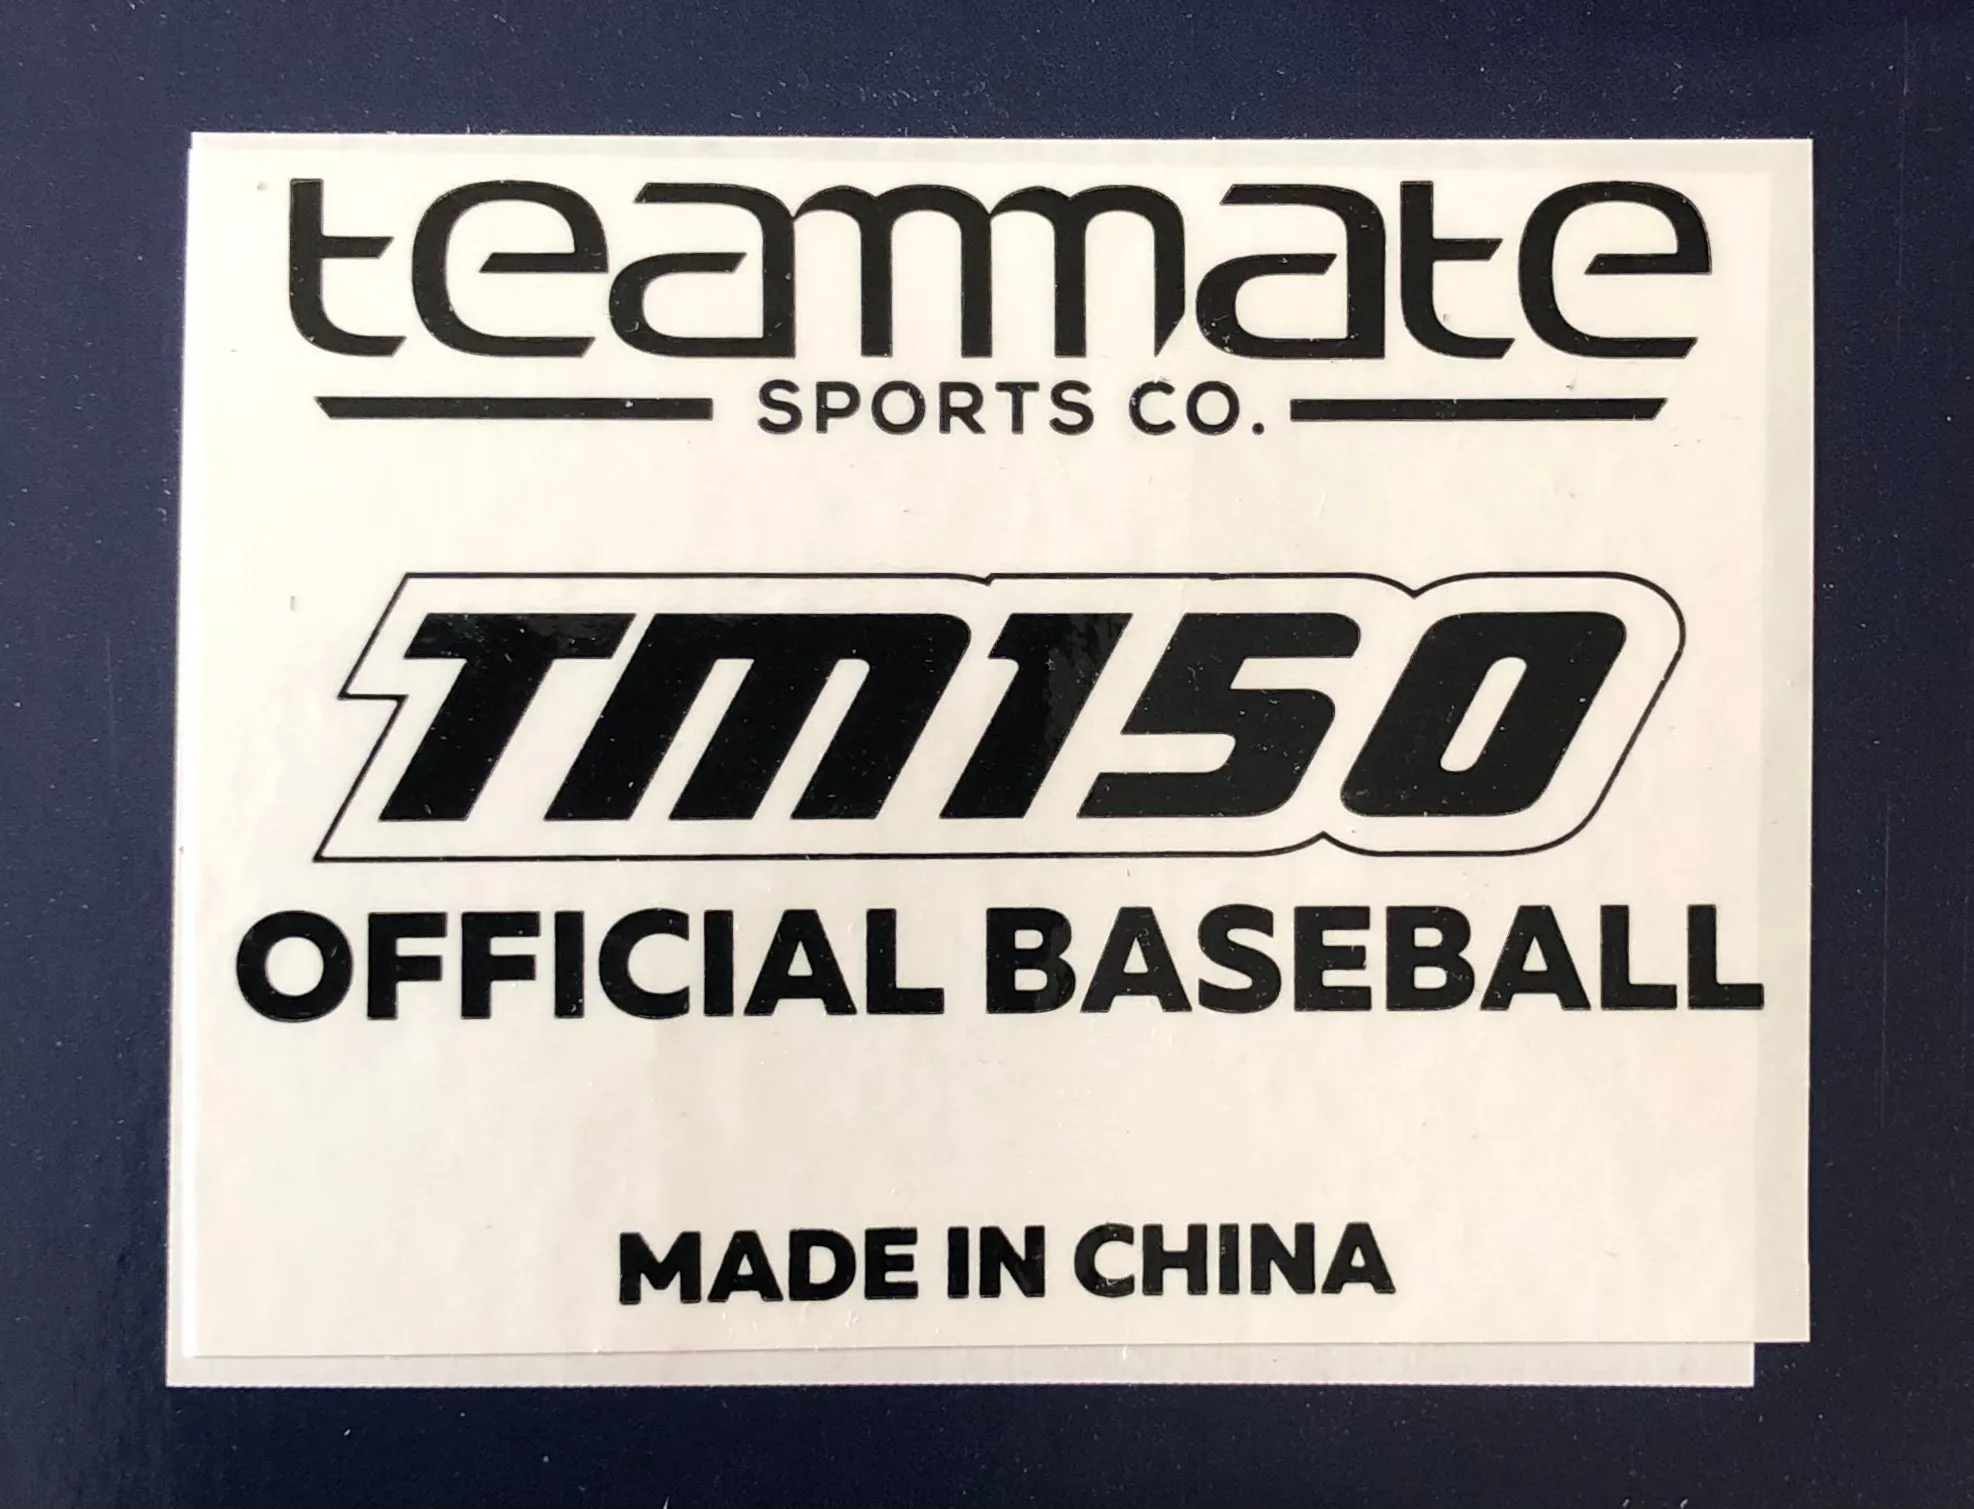 teammate
SPORTS CO.
TM150
OFFICIAL BASEBALL
MADE IN CHINA